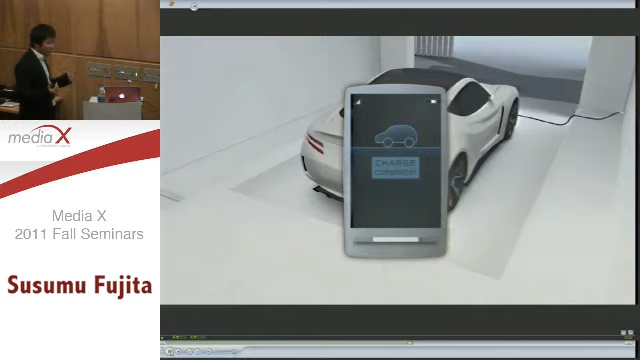 media X
Media X
2011 Fall Seminars
Susumu Fujita
CHARGE
complete!